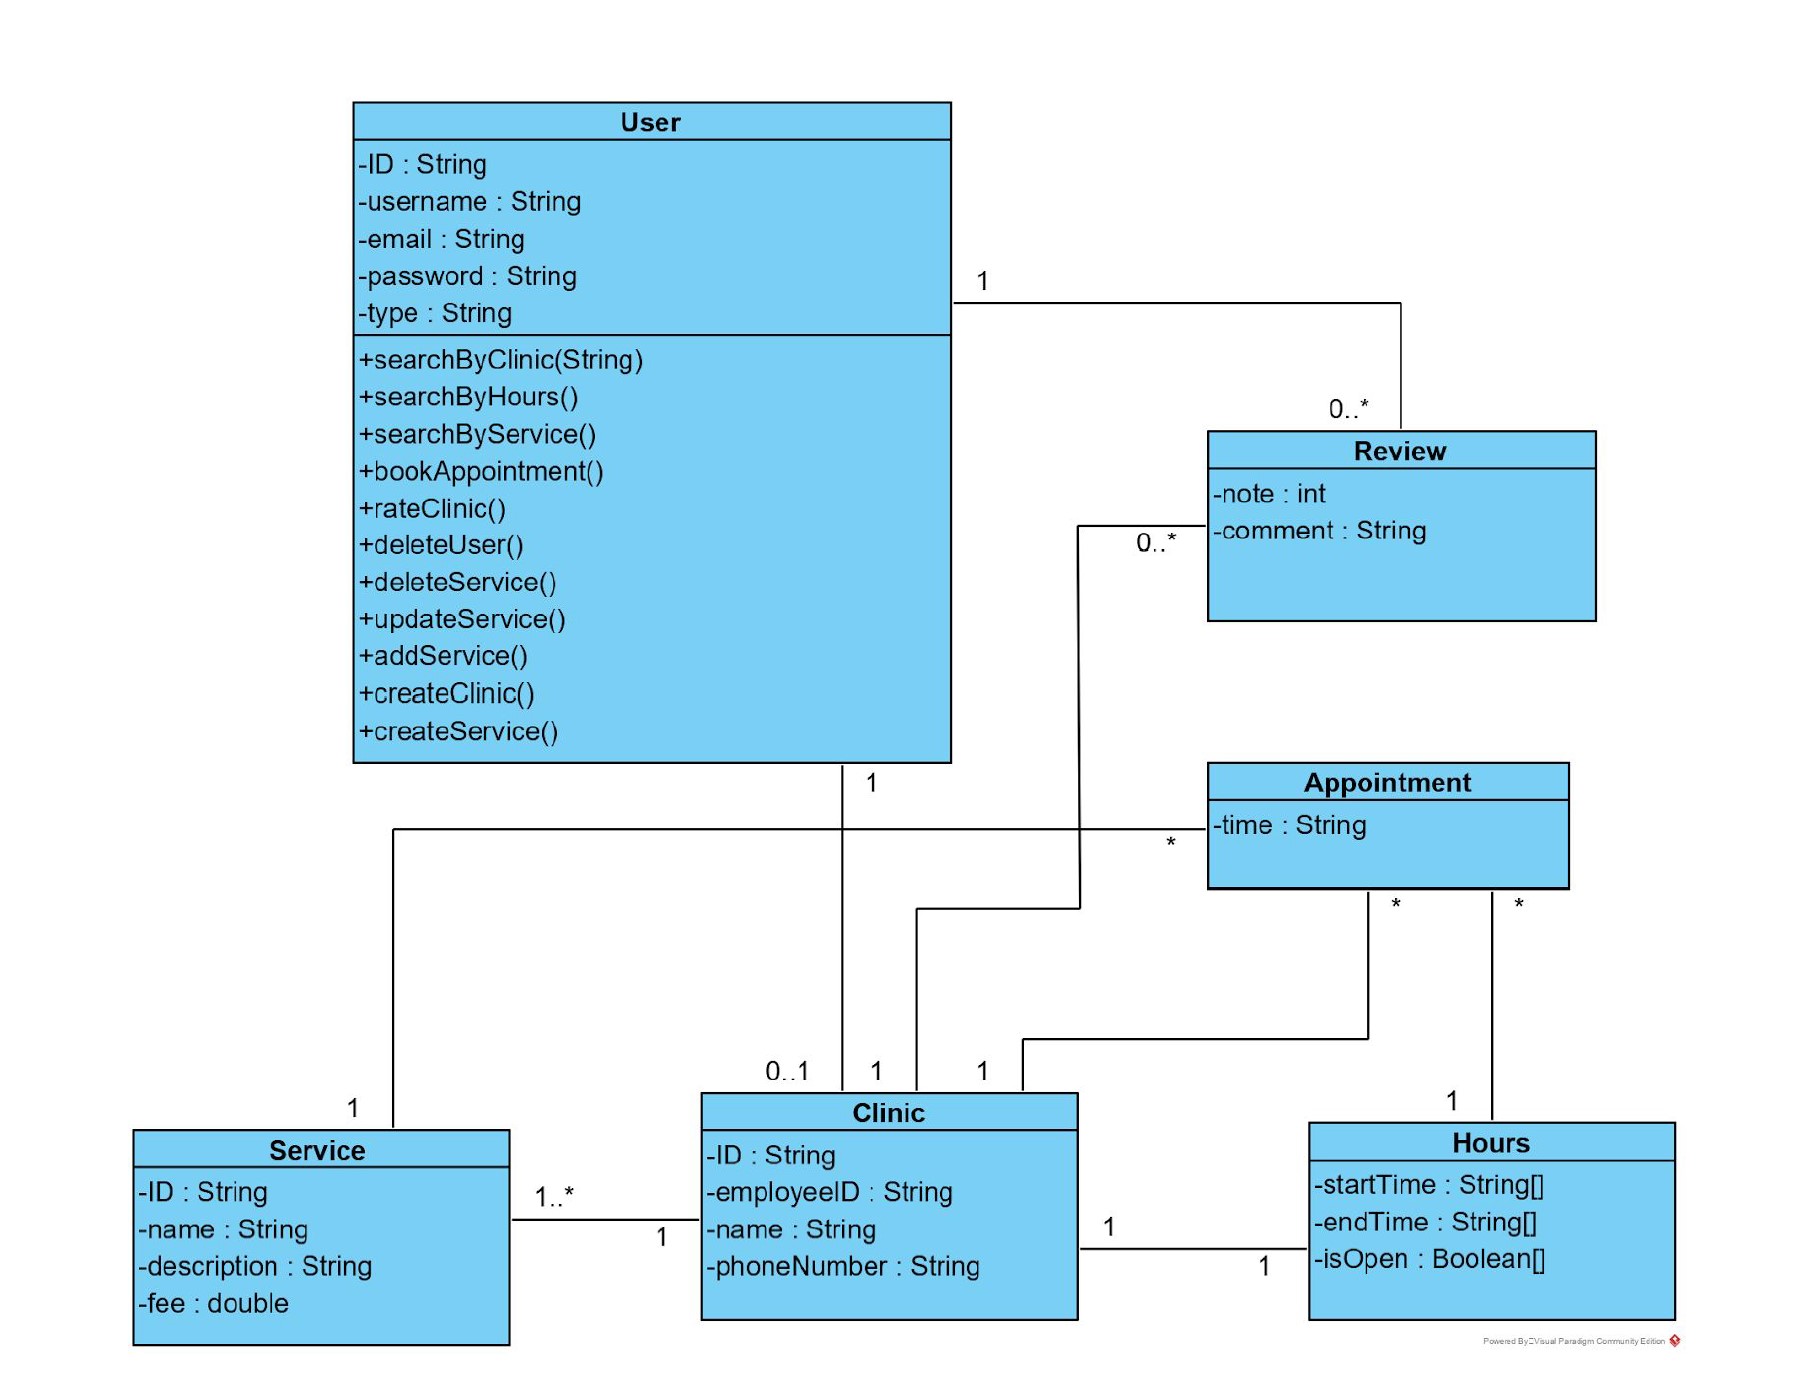 User
-ID : String
-username : String
-email : String
-password : String
-type : String
+searchByClinic(String)
+searchByHours()
+searchByService()
+bookAppointment()
+rateClinic()
+deleteUser()
+deleteService()
+updateService()
+addService()
+createClinic()
+createService()
1
0..*
Review
-note : int
-comment : String
0..*
1
Appointment
-time : String
*
*
*
0..1
1
1
1
1
Service
-ID : String
-name : String
-description : String
-fee : double
1..*
1
Clinic
-ID : String
-employeeID : String
-name : String
-phoneNumber : String
1
1
Hours
-startTime : String[]
-endTime : String[]
-isOpen : Boolean[]
Powered By Visual Paradigm Community Edition